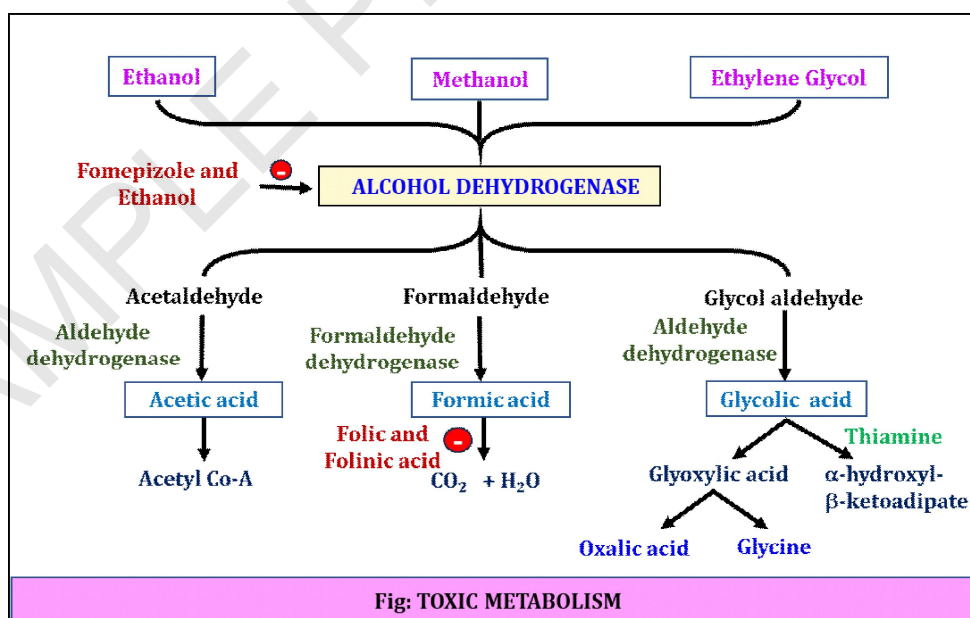 Ethanol
Methanol
Ethylene Glycol
Fomepizole and
Ethanol
-
ALCOHOL DEHYDROGENASE
Acetaldehyde
Formaldehyde
Glycol aldehyde
Aldehyde
dehydrogenase
Formaldehyde
dehydrogenase
Aldehyde
dehydrogenase
Acetic acid
Formic acid
Glycolic acid
Folic and
Folinic acid
-
Thiamine
Acetyl Co-A
CO₂ + H₂O
Glyoxylic acid
α-hydroxyl-
β-ketoadipate
Oxalic acid
Glycine
Fig: TOXIC METABOLISM